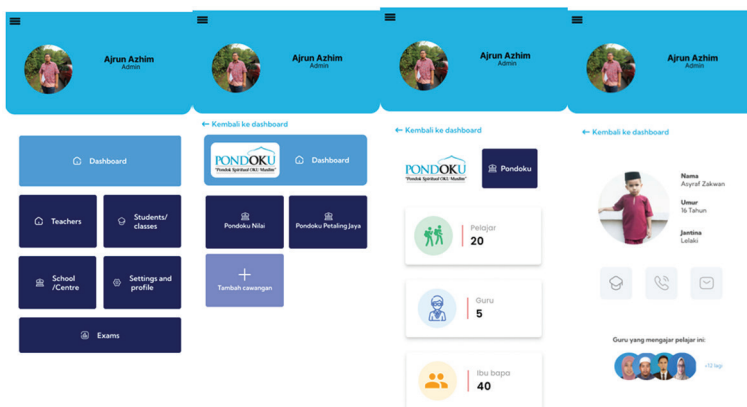 Ajrun Azhim
Admin
Dashboard
Teachers
Students/
classes
School
/Centre
Settings and
profile
Exams
Ajrun Azhim
Admin
← Kembali ke dashboard
PONDOKU
"Pondok Spiritual OKU Muslim"
Dashboard
Pondoku Nilai
Pondoku Petaling Jaya
Tambah cawangan
Ajrun Azhim
Admin
← Kembali ke dashboard
PONDOKU
"Pondok Spiritual OKU Muslim"
Pondoku
Pelajar
20
Guru
5
Ibu bapa
40
Ajrun Azhim
Admin
← Kembali ke dashboard
Nama
Asyraf Zakwan
Umur
16 Tahun
Jantina
Lelaki
Guru yang mengajar pelajar ini:
+12 lagi